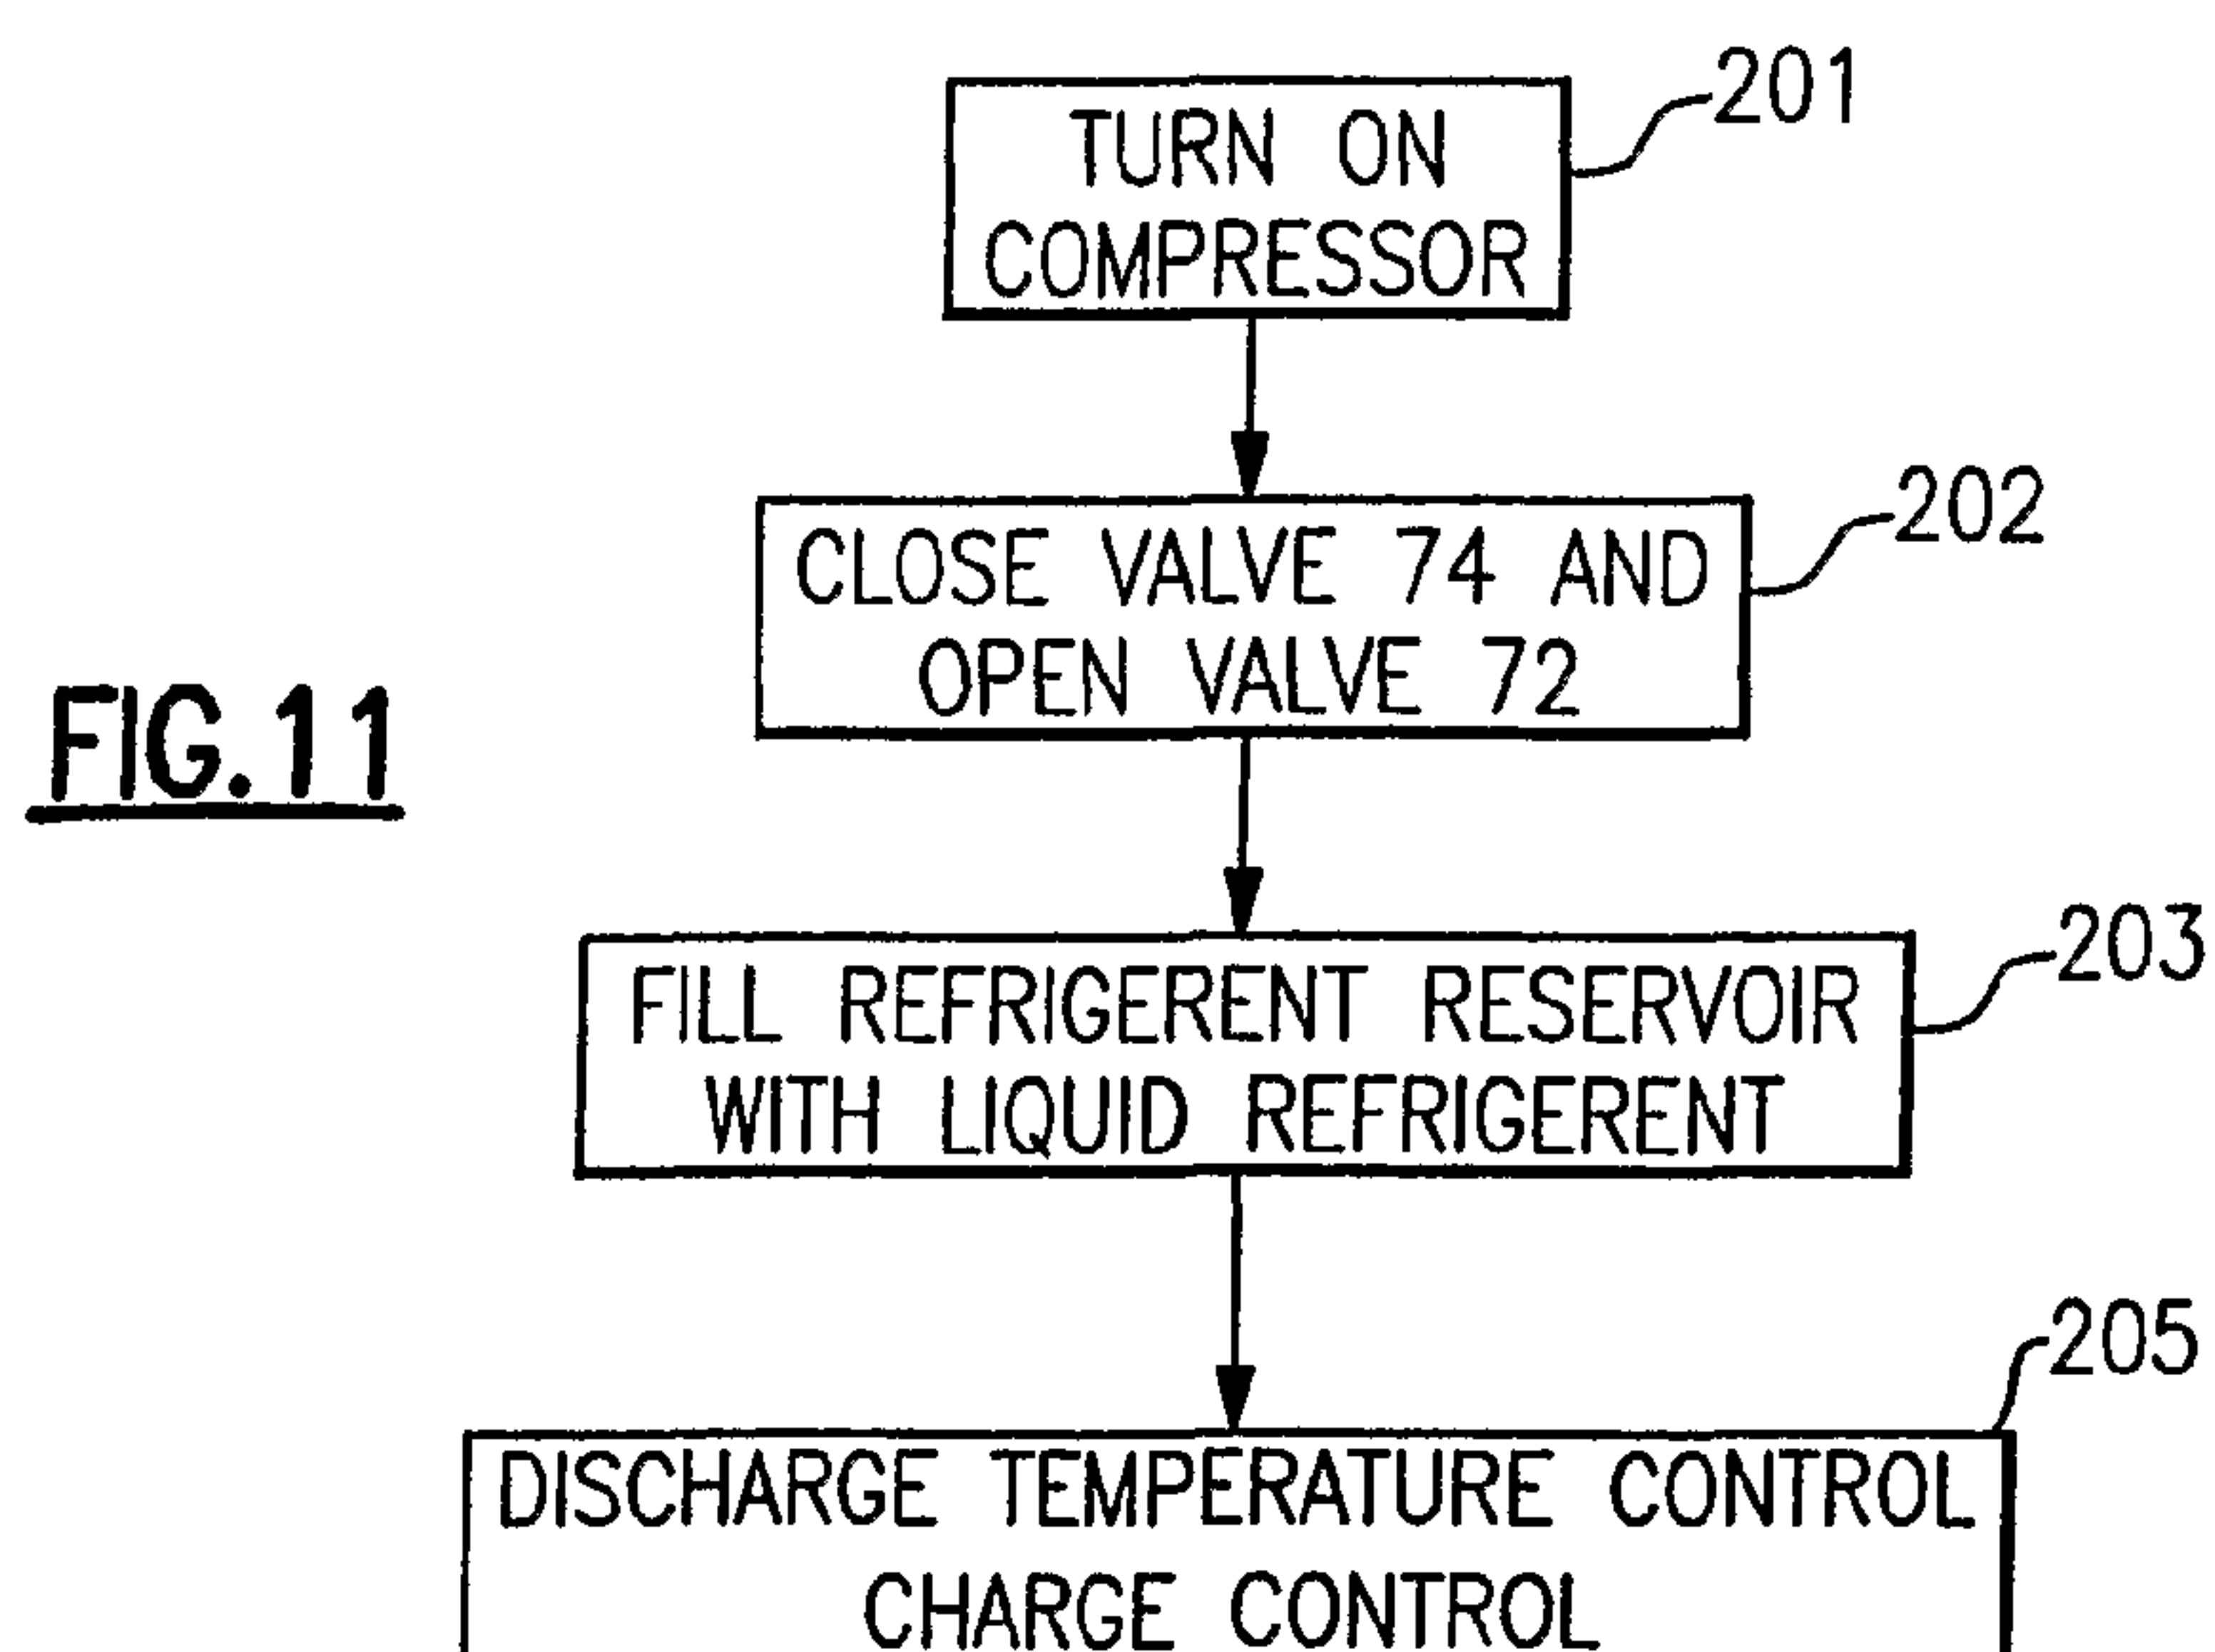 201
TURN ON
COMPRESSOR
202
CLOSE VALVE 74 AND
OPEN VALVE 72
FIG.11
203
FILL REFRIGERENT RESERVOIR
WITH LIQUID REFRIGERENT
205
DISCHARGE TEMPERATURE CONTROL
CHARGE CONTROL